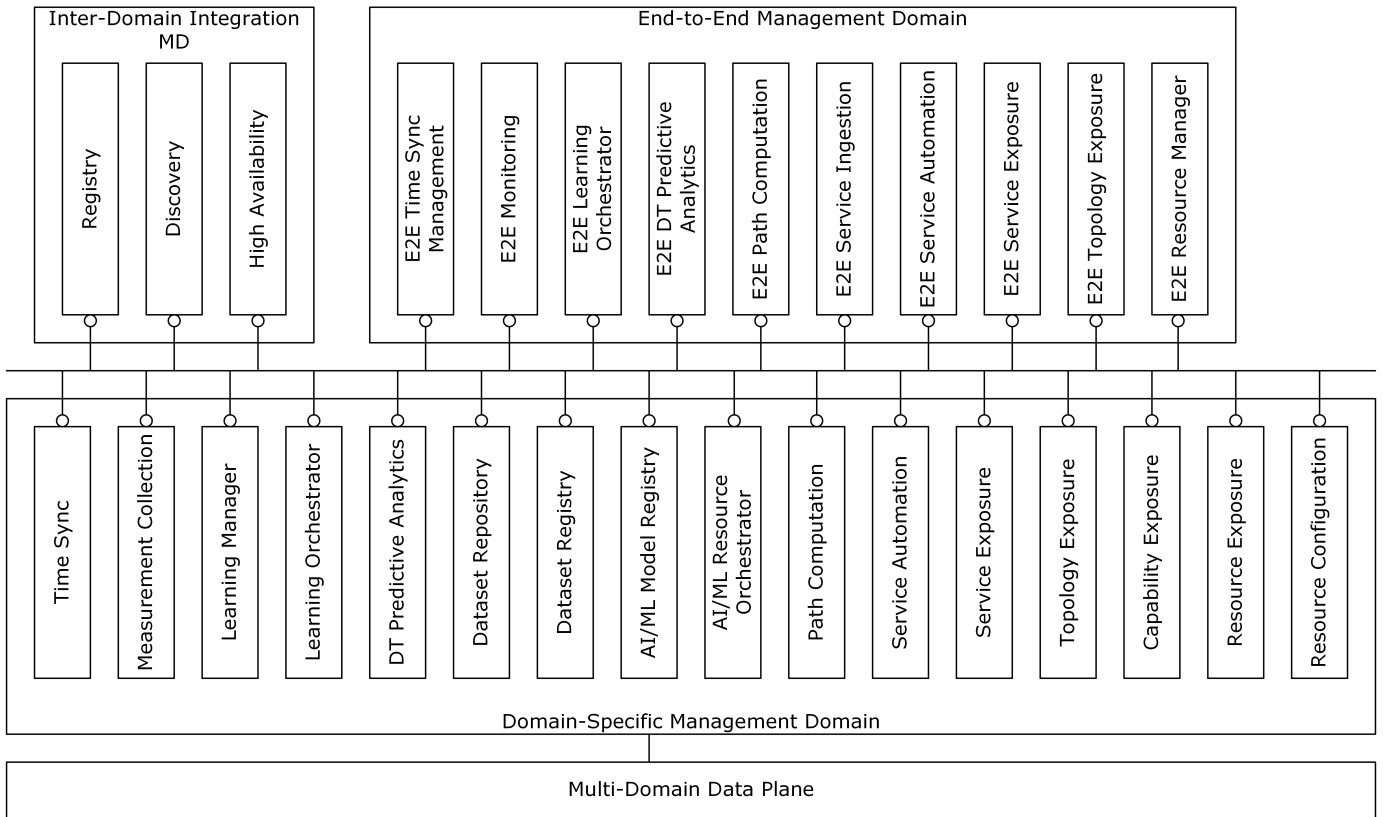 Inter-Domain Integration
MD
End-to-End Management Domain
Registry
Discovery
High Availability
E2E Time Sync
Management
E2E Monitoring
E2E Learning
Orchestrator
E2E DT Predictive
Analytics
E2E Path Computation
E2E Service Ingestion
E2E Service Automation
E2E Service Exposure
E2E Topology Exposure
E2E Resource Manager
Time Sync
Measurement Collection
Learning Manager
Learning Orchestrator
DT Predictive Analytics
Dataset Repository
Dataset Registry
AI/ML Model Registry
AI/ML Resource
Orchestrator
Path Computation
Service Automation
Service Exposure
Topology Exposure
Capability Exposure
Resource Exposure
Resource Configuration
Domain-Specific Management Domain
Multi-Domain Data Plane